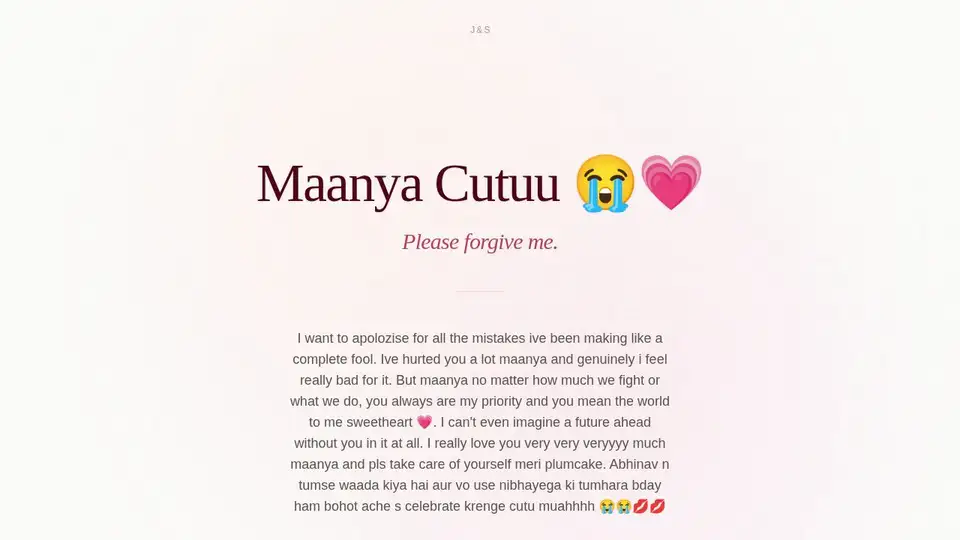 J&S
Maanya Cutuu 😭💗
Please forgive me.
I want to apolozise for all the mistakes ive been making like a
complete fool. Ive hurted you a lot maanya and genuinely i feel
really bad for it. But maanya no matter how much we fight or
what we do, you always are my priority and you mean the world
to me sweetheart 💗. I can't even imagine a future ahead
without you in it at all. I really love you very very veryyyy much
maanya and pls take care of yourself meri plumcake. Abhinav n
tumse waada kiya hai aur vo use nibhayega ki tumhara bday
ham bohot ache s celebrate krenge cutu muahhhh 😭😭💋💋